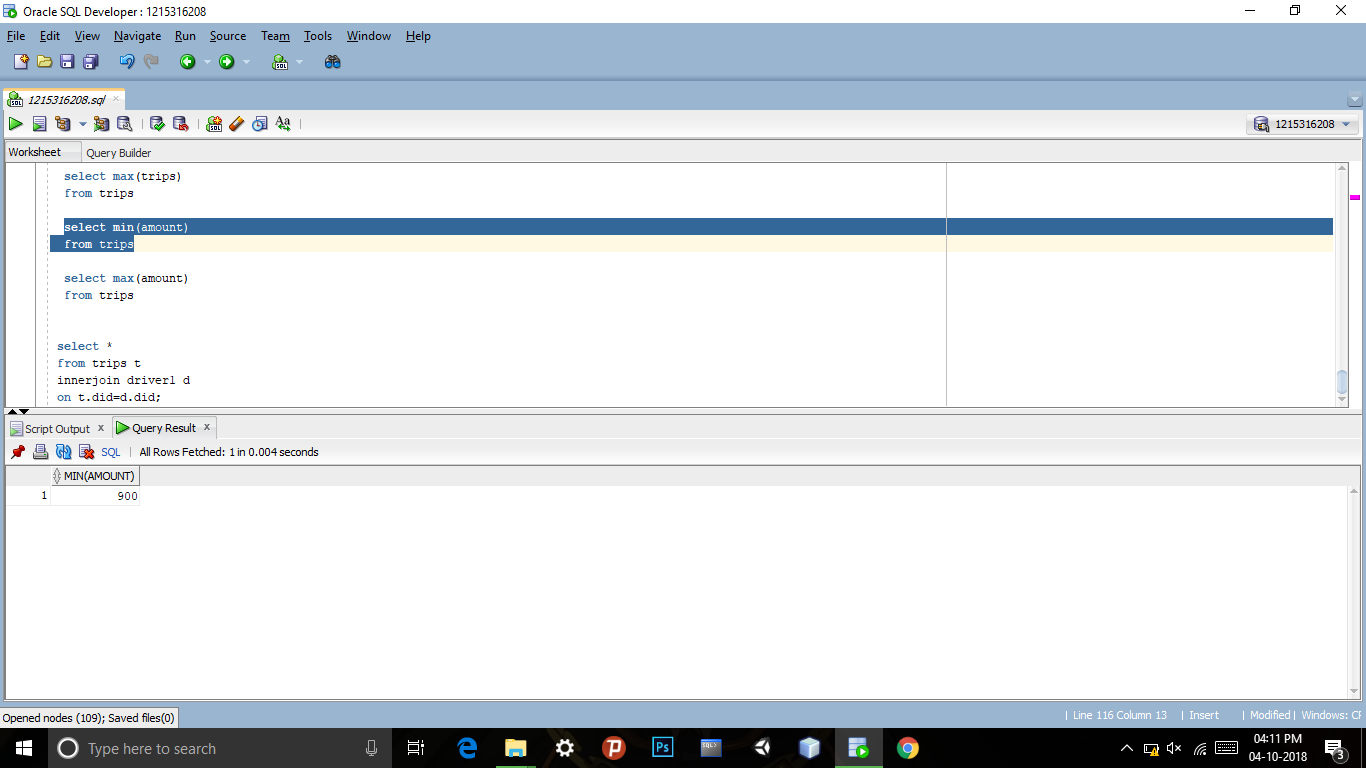 Oracle SQL Developer : 1215316208
File Edit View Navigate Run Source Team Tools Window Help
1215316208.sql
1215316208
Worksheet Query Builder
select max(trips)
from trips
select min(amount)
from trips
select max(amount)
from trips
select *
from trips t
innerjoin driver1 d
on t.did=d.did;
Script Output x Query Result x
SQL | All Rows Fetched: 1 in 0.004 seconds
MIN(AMOUNT)
1 900
Opened nodes (109); Saved files(0)
| Line 116 Column 13 | Insert | Modified | Windows: CF
Type here to search
Ps
04:11 PM
04-10-2018
3